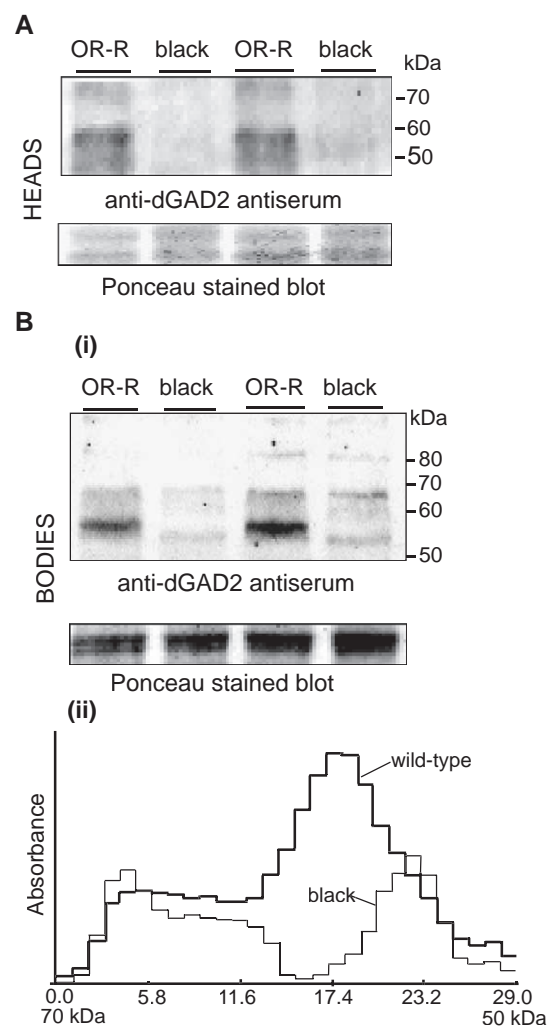 A
OR-R black OR-R black
kDa
70
60
50
HEADS
anti-dGAD2 antiserum
Ponceau stained blot
B
(i)
OR-R black OR-R black
kDa
80
70
60
50
BODIES
anti-dGAD2 antiserum
Ponceau stained blot
(ii)
wild-type
black
Absorbance
0.0 5.8 11.6 17.4 23.2 29.0
70 kDa 50 kDa